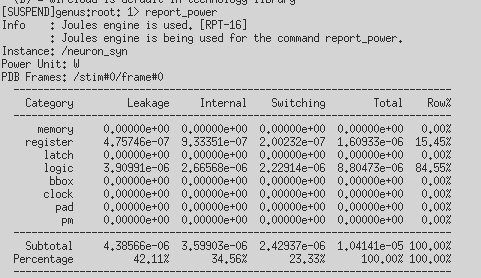 (D) - wireload is default in technology library
[SUSPEND]genus:root: 1> report_power
Info    : Joules engine is used. [RPT-16]
        : Joules engine is being used for the command report_power.
Instance: /neuron_syn
Power Unit: W
PDB Frames: /stim#0/frame#0
Category Leakage Internal Switching Total Row%
memory 0.00000e+00 0.00000e+00 0.00000e+00 0.00000e+00 0.00%
register 4.75746e-07 9.33351e-07 2.00232e-07 1.60933e-06 15.45%
latch 0.00000e+00 0.00000e+00 0.00000e+00 0.00000e+00 0.00%
logic 3.90991e-06 2.66568e-06 2.22914e-06 8.80473e-06 84.55%
bbox 0.00000e+00 0.00000e+00 0.00000e+00 0.00000e+00 0.00%
clock 0.00000e+00 0.00000e+00 0.00000e+00 0.00000e+00 0.00%
pad 0.00000e+00 0.00000e+00 0.00000e+00 0.00000e+00 0.00%
pm 0.00000e+00 0.00000e+00 0.00000e+00 0.00000e+00 0.00%
Subtotal 4.38566e-06 3.59903e-06 2.42937e-06 1.04141e-05 100.00%
Percentage 42.11% 34.56% 23.33% 100.00% 100.00%